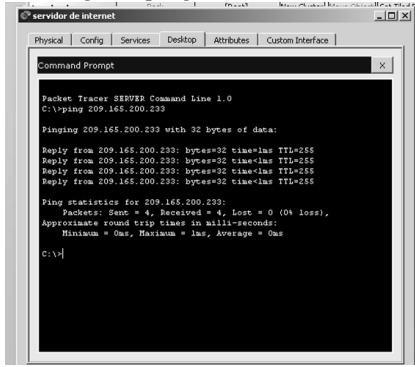 servidor de internet
Physical Config Services Desktop Attributes Custom Interface
Command Prompt X
Packet Tracer SERVER Command Line 1.0
C:\>ping 209.165.200.233
Pinging 209.165.200.233 with 32 bytes of data:
Reply from 209.165.200.233: bytes=32 time=1ms TTL=255
Reply from 209.165.200.233: bytes=32 time<1ms TTL=255
Reply from 209.165.200.233: bytes=32 time<1ms TTL=255
Reply from 209.165.200.233: bytes=32 time<1ms TTL=255
Ping statistics for 209.165.200.233:
Packets: Sent = 4, Received = 4, Lost = 0 (0% loss),
Approximate round trip times in milli-seconds:
Minimum = 0ms, Maximum = 1ms, Average = 0ms
C:\>